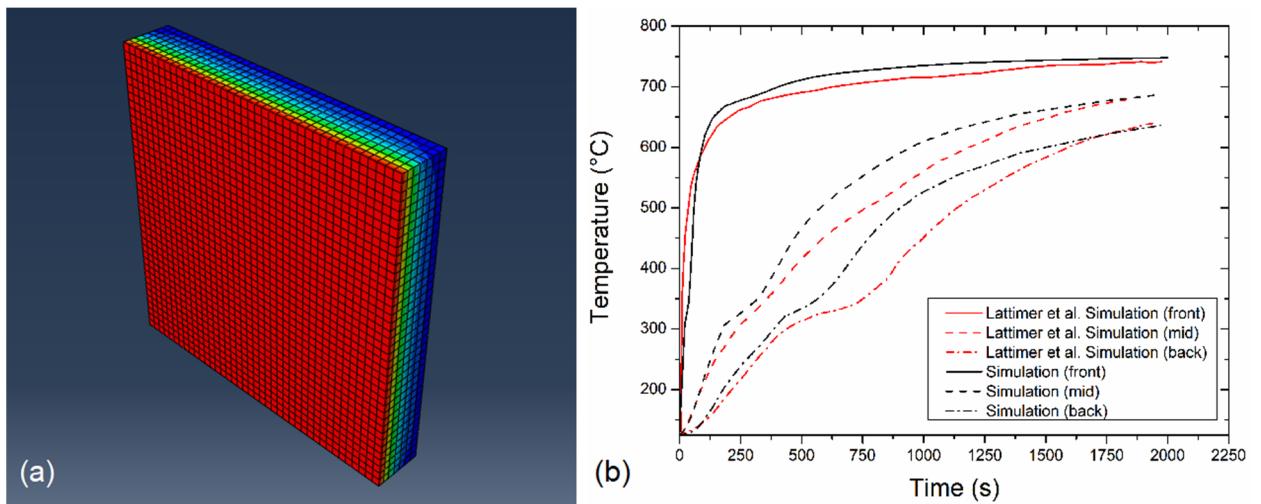 (a)
800
700
600
500
400
300
200
Temperature (°C)
Lattimer et al. Simulation (front)
Lattimer et al. Simulation (mid)
Lattimer et al. Simulation (back)
Simulation (front)
Simulation (mid)
Simulation (back)
0 250 500 750 1000 1250 1500 1750 2000 2250
(b)
Time (s)